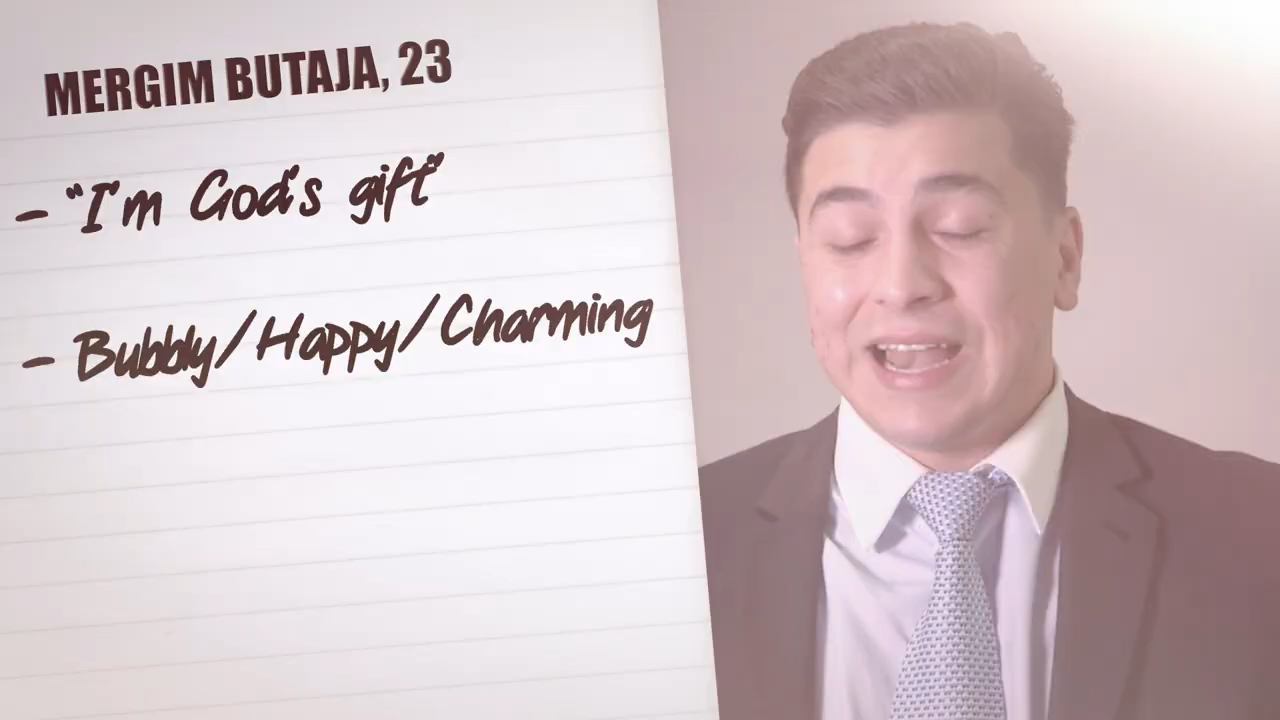 MERGIM BUTAJA, 23
- "I'm God's gift"
- Bubbly/Happy/Charming